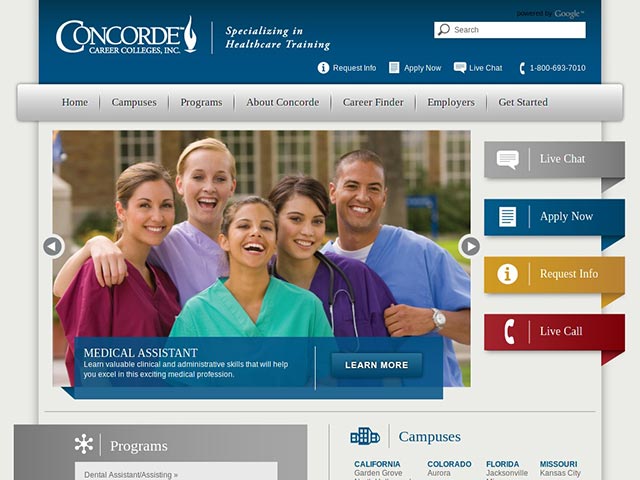 powered by Google™
Search
CONCORDE
CAREER COLLEGES, INC.
Specializing in
Healthcare Training
Request Info
Apply Now
Live Chat
1-800-693-7010
Home
Campuses
Programs
About Concorde
Career Finder
Employers
Get Started
Live Chat
Apply Now
Request Info
Live Call
MEDICAL ASSISTANT
Learn valuable clinical and administrative skills that will help
you excel in this exciting medical profession.
LEARN MORE
Programs
Dental Assistant/Assisting »
Campuses
CALIFORNIA
Garden Grove
COLORADO
Aurora
FLORIDA
Jacksonville
MISSOURI
Kansas City